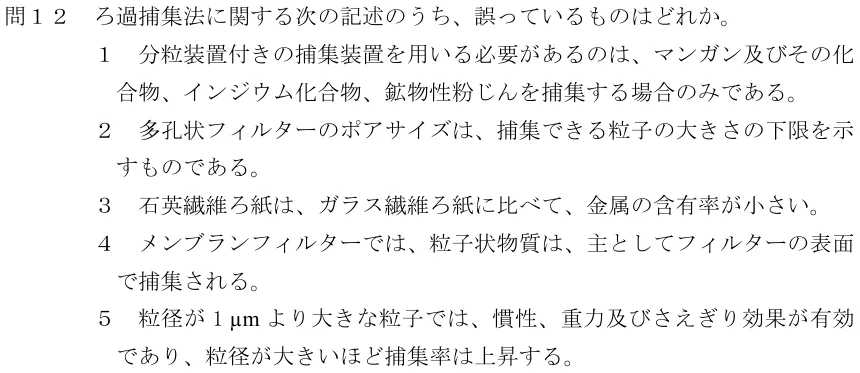 問１２　ろ過捕集法に関する次の記述のうち、誤っているものはどれか。
１　分粒装置付きの捕集装置を用いる必要があるのは、マンガン及びその化
合物、インジウム化合物、鉱物性粉じんを捕集する場合のみである。
２　多孔状フィルターのポアサイズは、捕集できる粒子の大きさの下限を示
すものである。
３　石英繊維ろ紙は、ガラス繊維ろ紙に比べて、金属の含有率が小さい。
４　メンブランフィルターでは、粒子状物質は、主としてフィルターの表面
で捕集される。
５　粒径が 1 μm より大きな粒子では、慣性、重力及びさえぎり効果が有効
であり、粒径が大きいほど捕集率は上昇する。